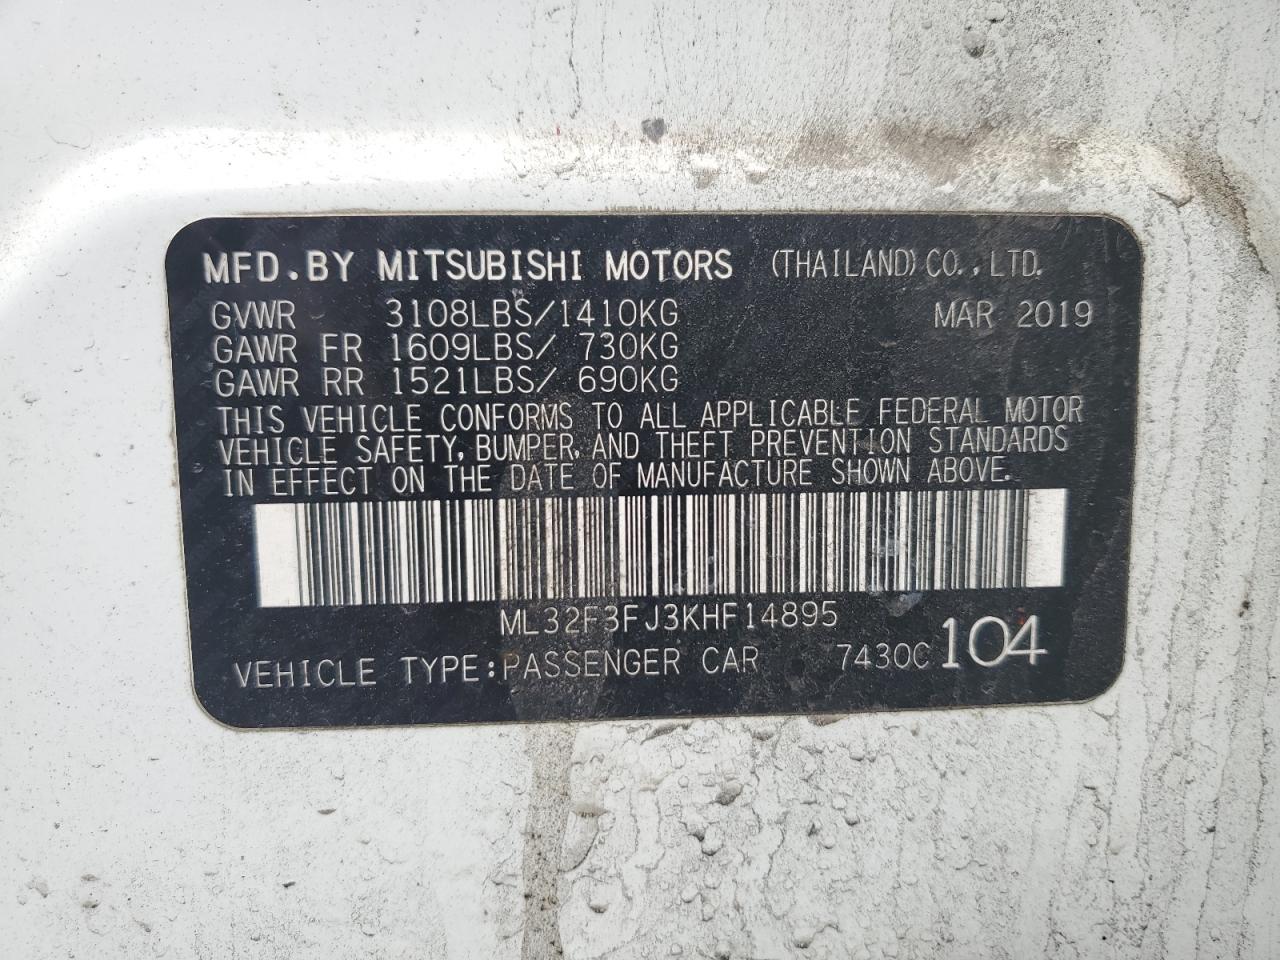 MFD.BY MITSUBISHI MOTORS (THAILAND) CO.,LTD.
GVWR 3108LBS/1410KG MAR 2019
GAWR FR 1609LBS/ 730KG
GAWR RR 1521LBS/ 690KG
THIS VEHICLE CONFORMS TO ALL APPLICABLE FEDERAL MOTOR
VEHICLE SAFETY, BUMPER, AND THEFT PREVENTION STANDARDS
IN EFFECT ON THE DATE OF MANUFACTURE SHOWN ABOVE.
ML32F3FJ3KHF14895
VEHICLE TYPE:PASSENGER CAR 7430C 104